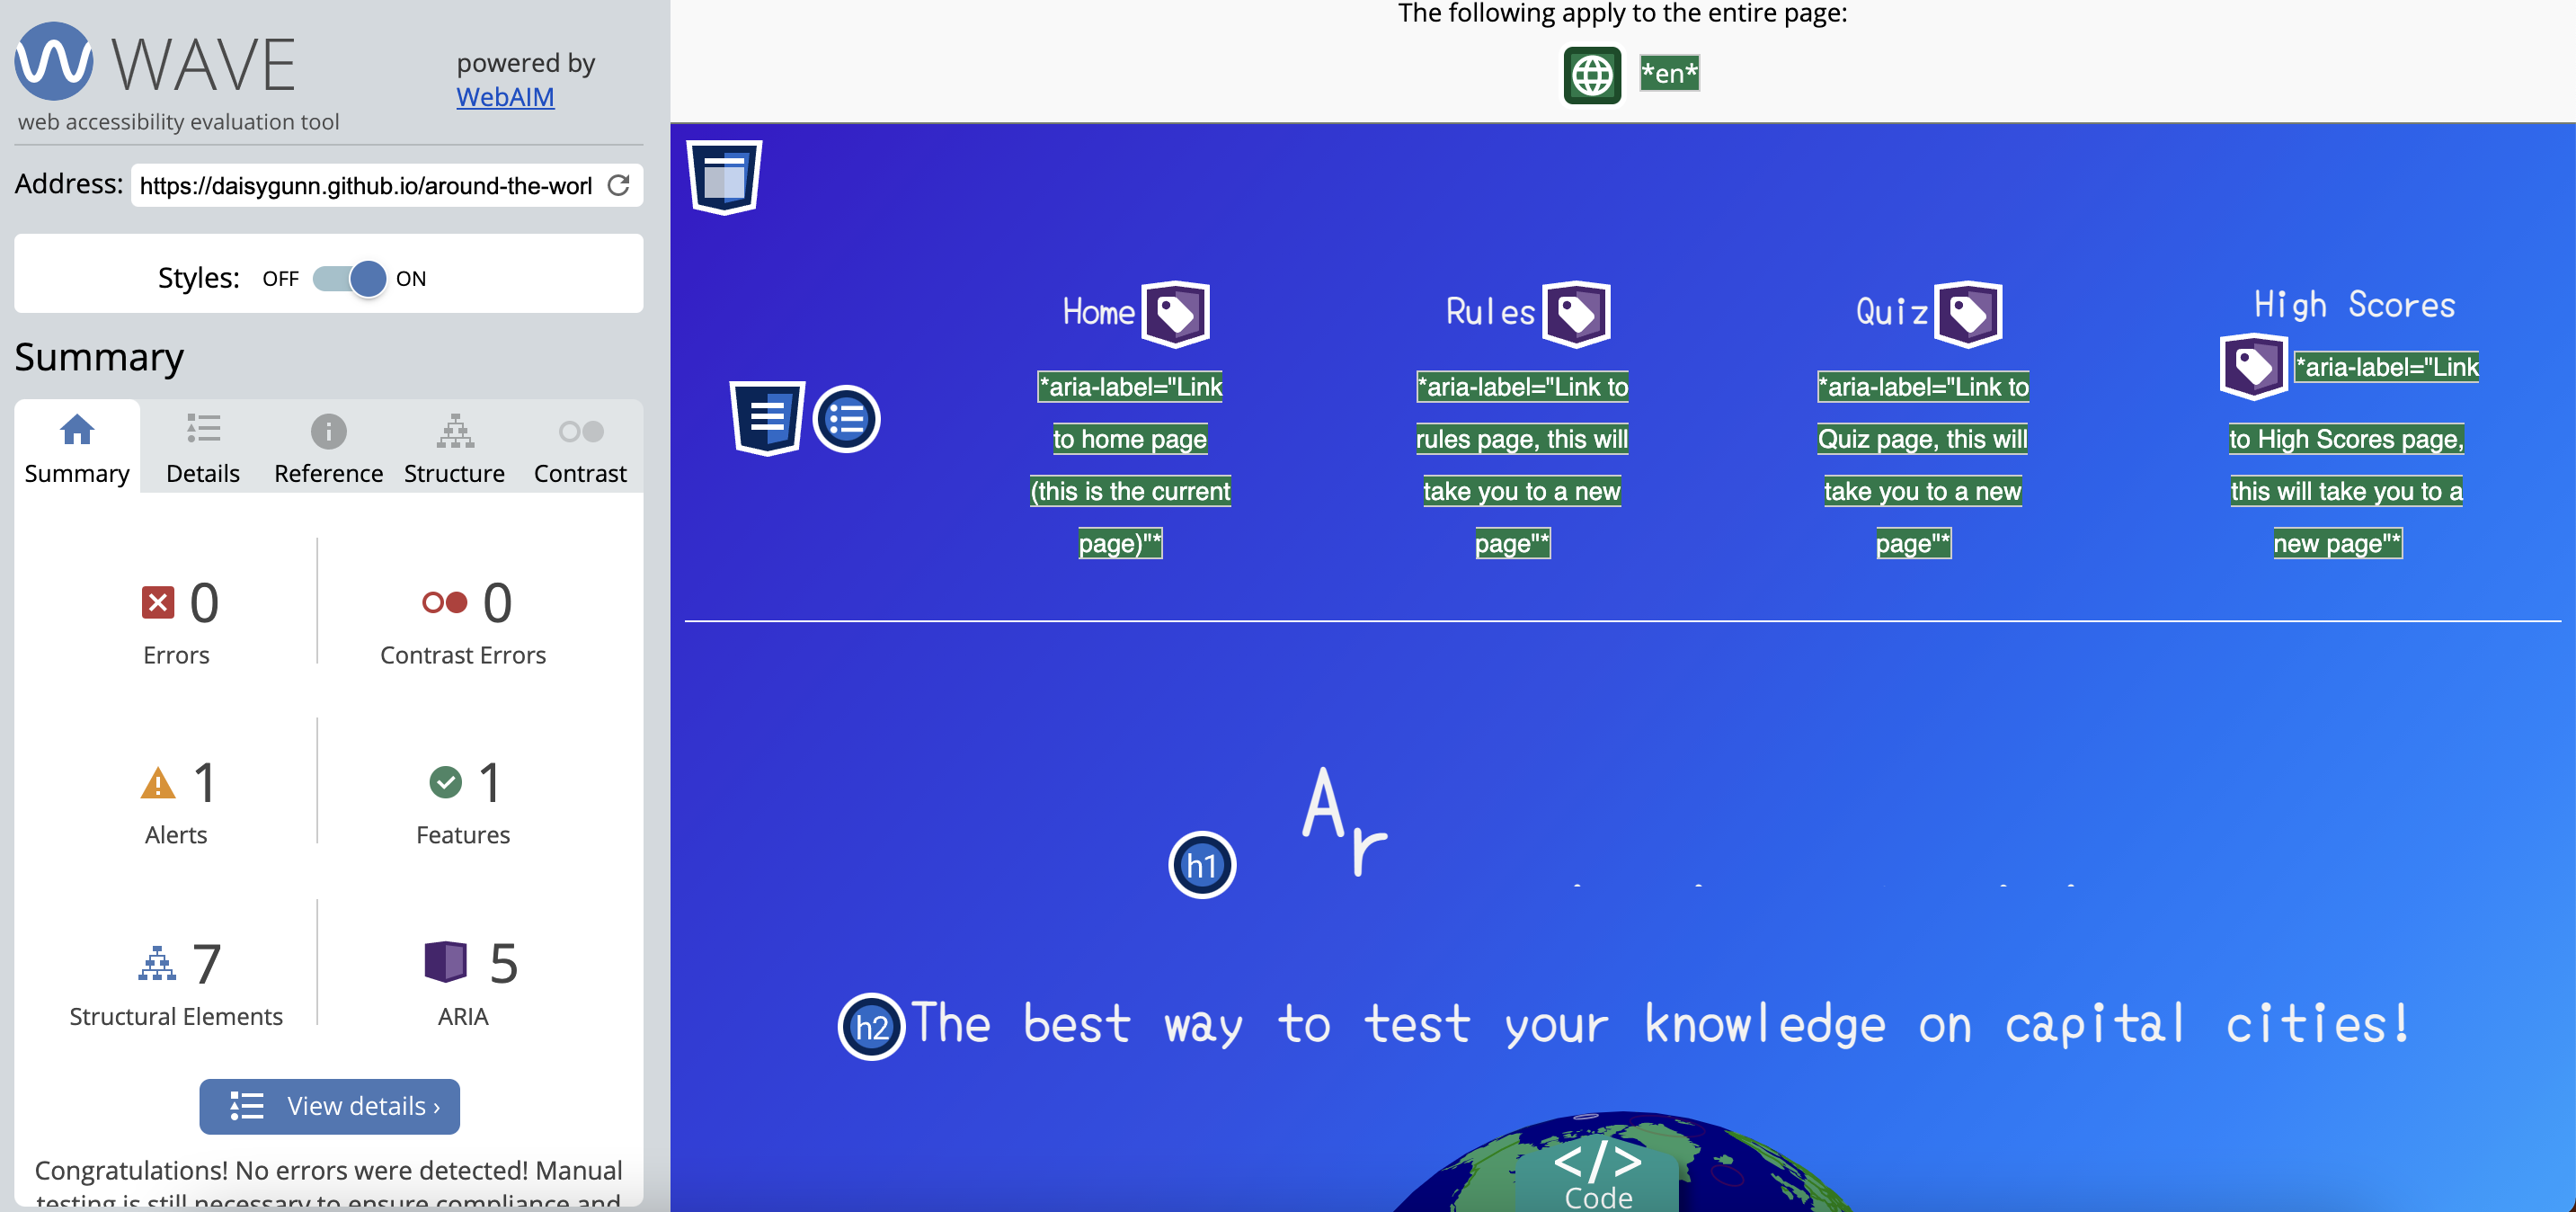 WAVE
powered by
WebAIM
web accessibility evaluation tool
Address: https://daisygunn.github.io/around-the-worl
Styles: OFF ON
Summary
Summary Details Reference Structure Contrast
0 Errors
0 Contrast Errors
1 Alerts
1 Features
7 Structural Elements
5 ARIA
View details ›
Congratulations! No errors were detected! Manual
testing is still necessary to ensure compliance and
The following apply to the entire page:
*en*
Home
*aria-label="Link
to home page
(this is the current
page)"*
Rules
*aria-label="Link to
rules page, this will
take you to a new
page"*
Quiz
*aria-label="Link to
Quiz page, this will
take you to a new
page"*
High Scores
*aria-label="Link
to High Scores page,
this will take you to a
new page"*
h1 Ar
h2 The best way to test your knowledge on capital cities!
</>
Code